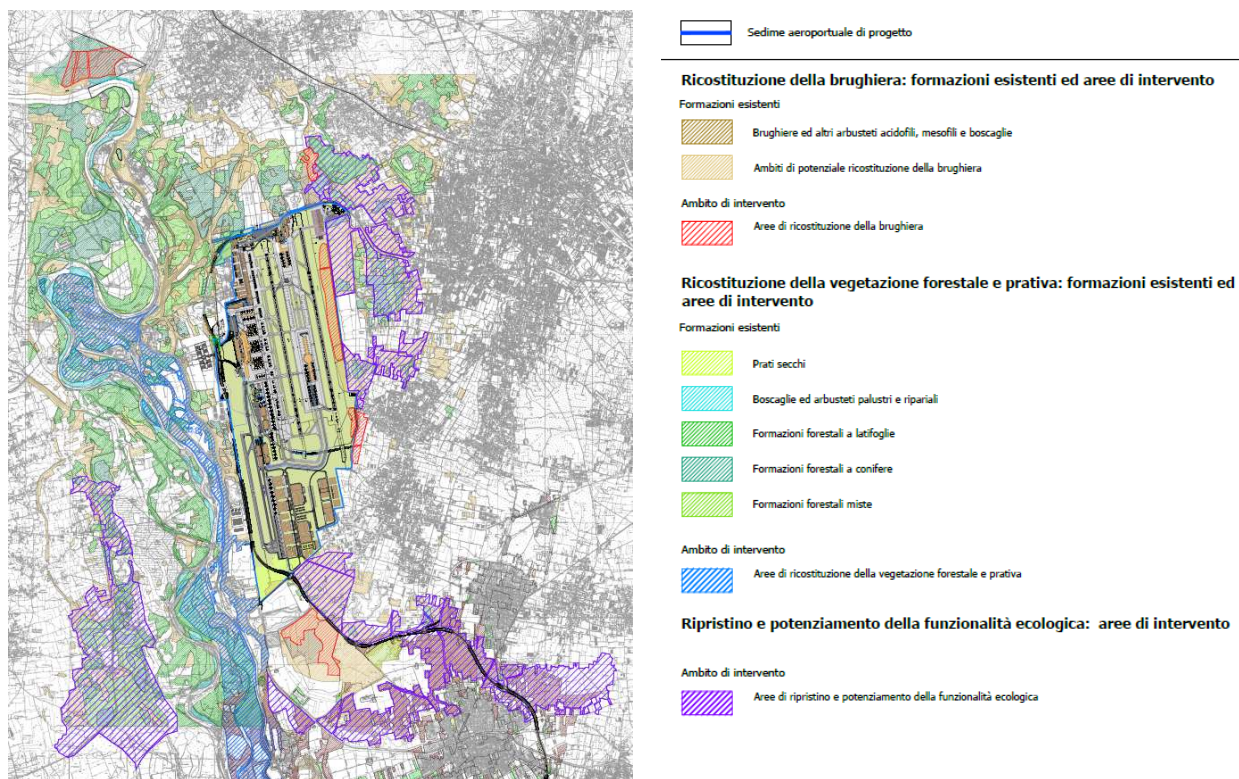 Sedime aeroportuale di progetto
Ricostituzione della brughiera: formazioni esistenti ed aree di intervento
Formazioni esistenti
Brughiere ed altri arbusteti acidofili, mesofili e boscaglie
Ambiti di potenziale ricostituzione della brughiera
Ambito di intervento
Aree di ricostituzione della brughiera
Ricostituzione della vegetazione forestale e prativa: formazioni esistenti ed
aree di intervento
Formazioni esistenti
Prati secchi
Boscaglie ed arbusteti palustri e ripariali
Formazioni forestali a latifoglie
Formazioni forestali a conifere
Formazioni forestali miste
Ambito di intervento
Aree di ricostituzione della vegetazione forestale e prativa
Ripristino e potenziamento della funzionalità ecologica: aree di intervento
Ambito di intervento
Aree di ripristino e potenziamento della funzionalità ecologica